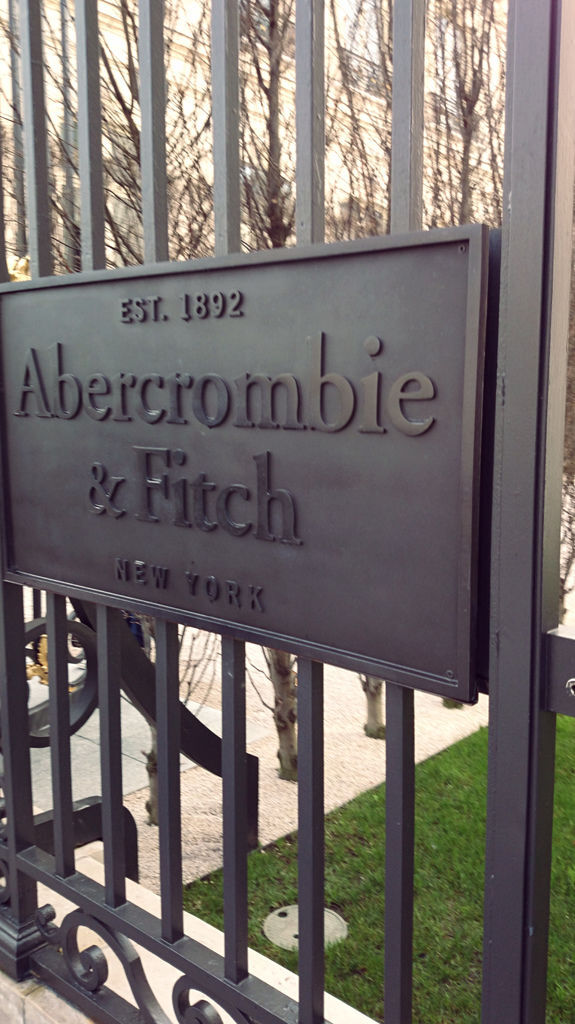 EST. 1892
Abercrombie
& Fitch
NEW YORK